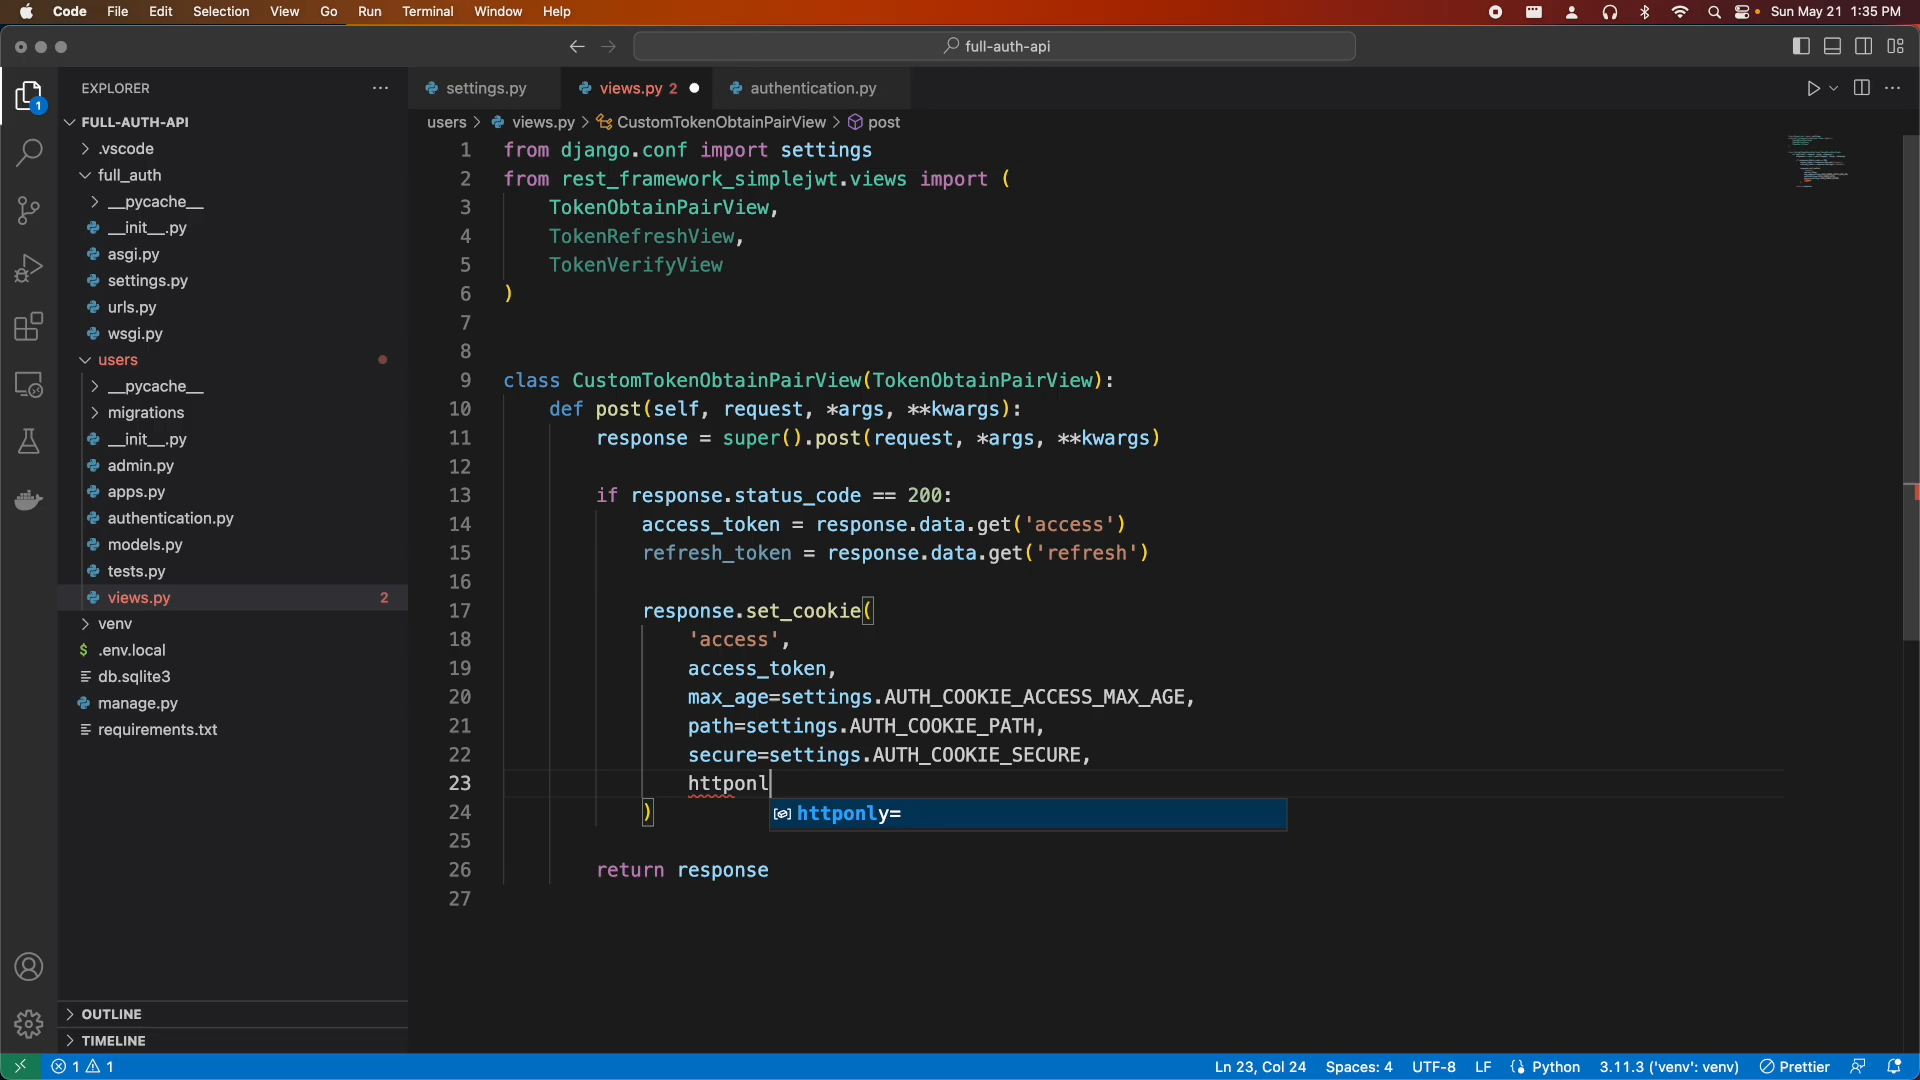 Code File Edit Selection View Go Run Terminal Window Help Sun May 21 1:35 PM
full-auth-api
EXPLORER
settings.py views.py 2 authentication.py
FULL-AUTH-API
users > views.py > CustomTokenObtainPairView > post
.vscode
full_auth
__pycache__
__init__.py
asgi.py
settings.py
urls.py
wsgi.py
users
__pycache__
migrations
__init__.py
admin.py
apps.py
authentication.py
models.py
tests.py
views.py 2
venv
$ .env.local
db.sqlite3
manage.py
requirements.txt
OUTLINE
TIMELINE
1
1 from django.conf import settings
2 from rest_framework_simplejwt.views import (
3 TokenObtainPairView,
4 TokenRefreshView,
5 TokenVerifyView
6 )
7
8
9 class CustomTokenObtainPairView(TokenObtainPairView):
10 def post(self, request, *args, **kwargs):
11 response = super().post(request, *args, **kwargs)
12
13 if response.status_code == 200:
14 access_token = response.data.get('access')
15 refresh_token = response.data.get('refresh')
16
17 response.set_cookie(
18 'access',
19 access_token,
20 max_age=settings.AUTH_COOKIE_ACCESS_MAX_AGE,
21 path=settings.AUTH_COOKIE_PATH,
22 secure=settings.AUTH_COOKIE_SECURE,
23 httponl
24 )
httponly=
25
26 return response
27
1 1 Ln 23, Col 24 Spaces: 4 UTF-8 LF Python 3.11.3 ('venv': venv) Prettier